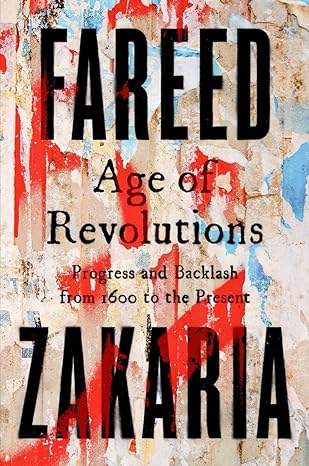 FAREED
Age of
Revolutions
Progress and Backlash
from 1600 to the Present
ZAKARIA